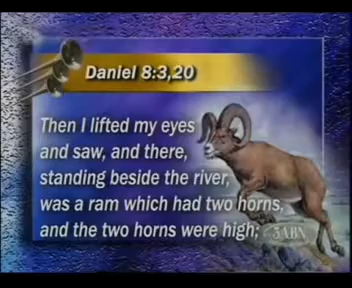 Daniel 8:3,20
Then I lifted my eyes
and saw, and there,
standing beside the river,
was a ram which had two horns,
and the two horns were high;
3ABN